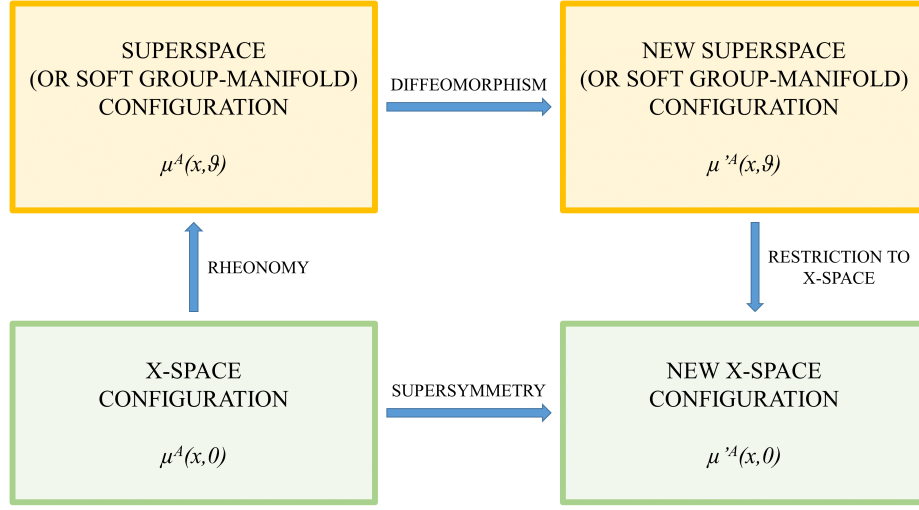 SUPERSPACE
(OR SOFT GROUP-MANIFOLD)
CONFIGURATION
μ^A(x,ϑ)
DIFFEOMORPHISM
NEW SUPERSPACE
(OR SOFT GROUP-MANIFOLD)
CONFIGURATION
μ’^A(x,ϑ)
RHEONOMY
RESTRICTION TO
X-SPACE
X-SPACE
CONFIGURATION
μ^A(x,0)
SUPERSYMMETRY
NEW X-SPACE
CONFIGURATION
μ’^A(x,0)